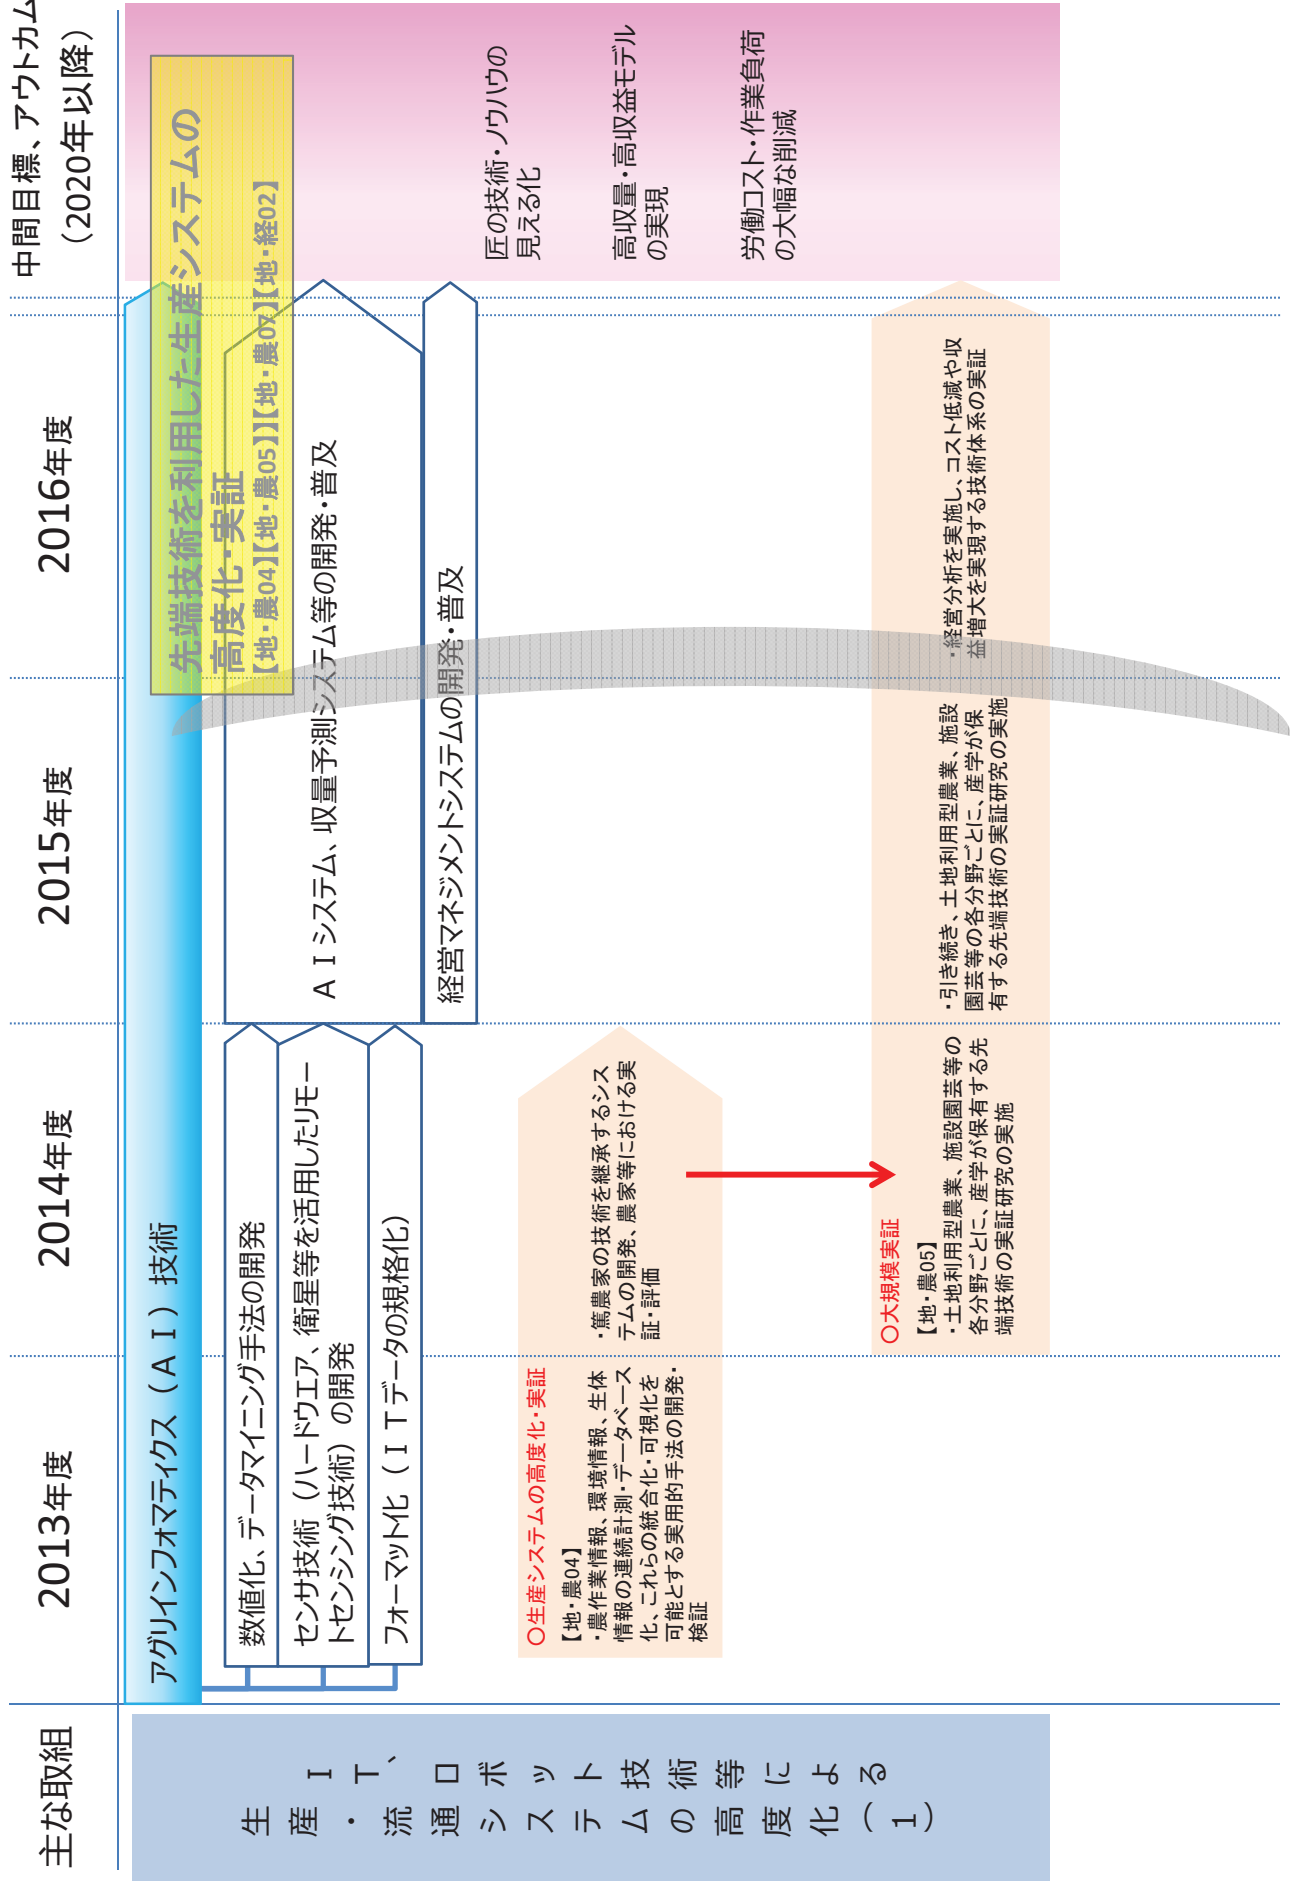 主な取組
2013年度
2014年度
2015年度
2016年度
中間目標、アウトカム
（2020年以降）
ＩＴ、ロボット技術等による
生産・流通システムの高度化（１）
アグリインフォマティクス（ＡＩ）技術
先端技術を利用した生産システムの
高度化・実証
【地・農04】【地・農05】】【地・農07】【地・経02】
数値化、データマイニング手法の開発
センサ技術（ハードウエア、衛星等を活用したリモー
トセンシング技術）の開発
フォーマット化（ＩＴデータの規格化）
ＡＩシステム、収量予測システム等の開発・普及
経営マネジメントシステムの開発・普及
匠の技術・ノウハウの
見える化
高収量・高収益モデル
の実現
労働コスト・作業負荷
の大幅な削減
○生産システムの高度化・実証
【地・農04】
・農作業情報、環境情報、生体
情報の連続計測・データベース
化、これらの統合化・可視化を
可能とする実用的手法の開発・
検証
・篤農家の技術を継承するシス
テムの開発、農家等における実
証・評価
○大規模実証
【地・農05】
・土地利用型農業、施設園芸等の
各分野ごとに、産学が保有する先
端技術の実証研究の実施
・引き続き、土地利用型農業、施設
園芸等の各分野ごとに、産学が保
有する先端技術の実証研究の実施
・経営分析を実施し、コスト低減や収
益増大を実現する技術体系の実証